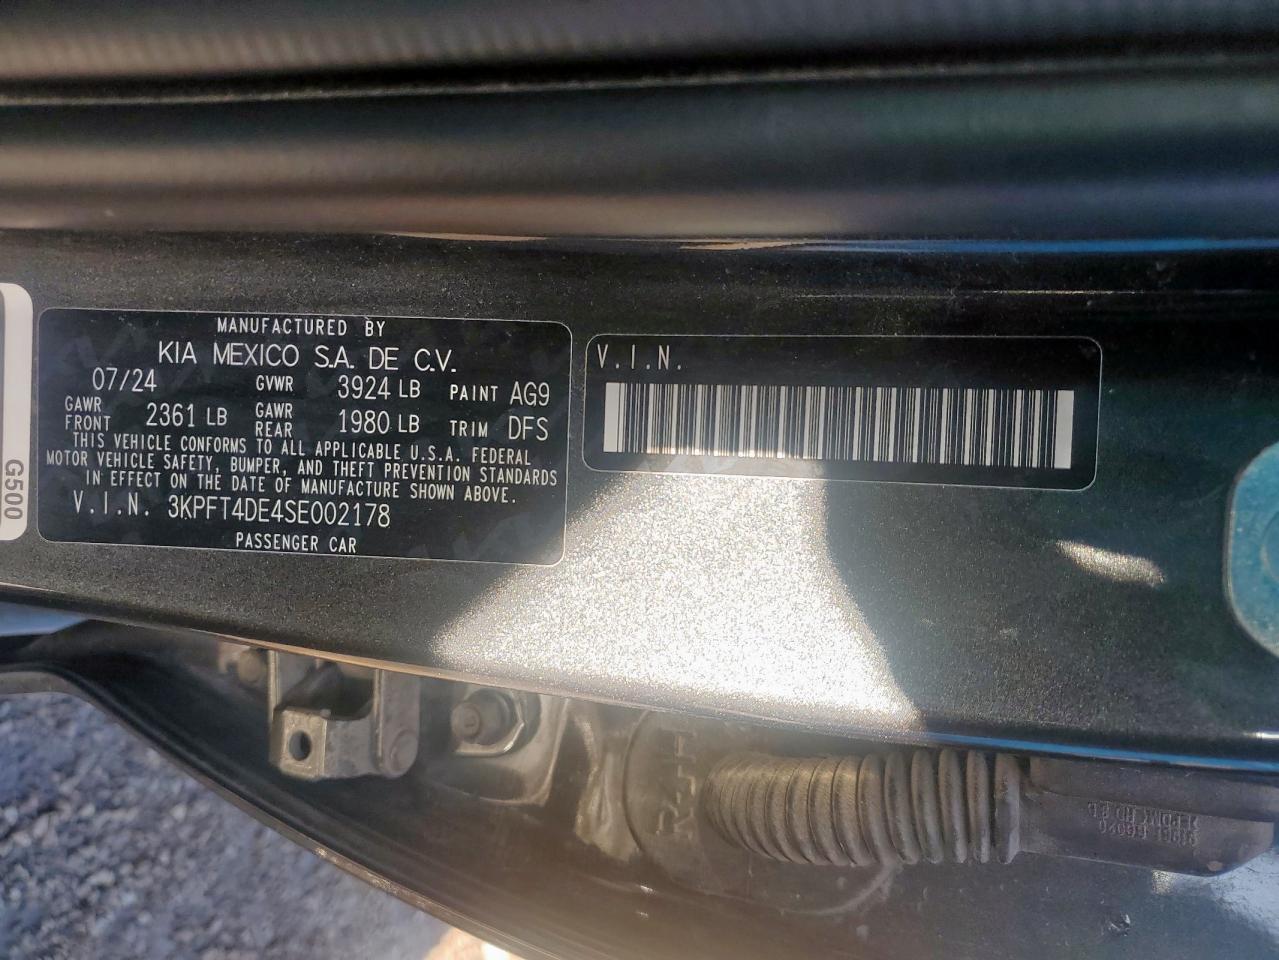 MANUFACTURED BY
KIA MEXICO S.A. DE C.V.
07/24 GVWR 3924 LB PAINT AG9
GAWR FRONT 2361 LB GAWR REAR 1980 LB TRIM DFS
THIS VEHICLE CONFORMS TO ALL APPLICABLE U.S.A. FEDERAL
MOTOR VEHICLE SAFETY, BUMPER, AND THEFT PREVENTION STANDARDS
IN EFFECT ON THE DATE OF MANUFACTURE SHOWN ABOVE.
V.I.N. 3KPFT4DE4SE002178
PASSENGER CAR
V.I.N.
G500